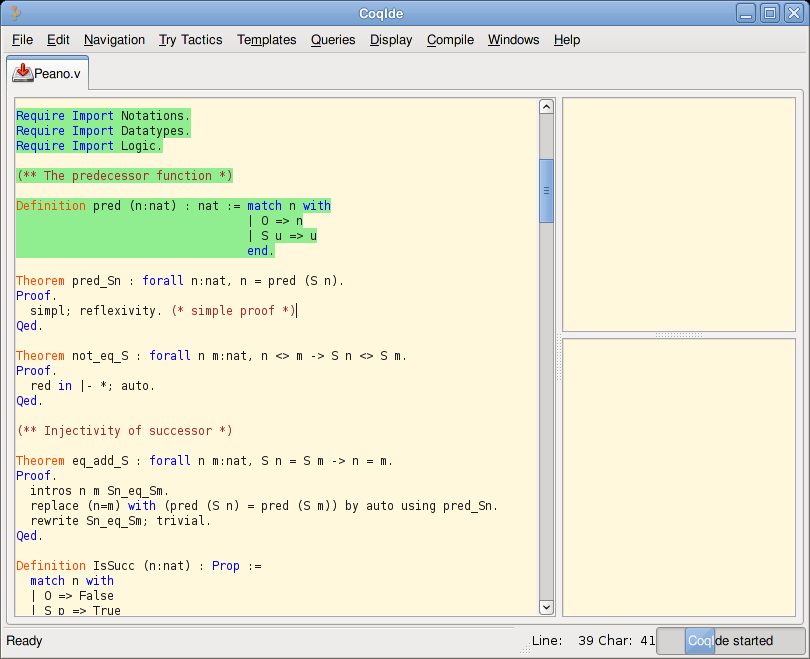 CoqIde
File Edit Navigation Try Tactics Templates Queries Display Compile Windows Help
Peano.v
Require Import Notations.
Require Import Datatypes.
Require Import Logic.
(** The predecessor function *)
Definition pred (n:nat) : nat := match n with
| O => n
| S u => u
end.
Theorem pred_Sn : forall n:nat, n = pred (S n).
Proof.
simpl; reflexivity. (* simple proof *)
Qed.
Theorem not_eq_S : forall n m:nat, n <> m -> S n <> S m.
Proof.
red in |- *; auto.
Qed.
(** Injectivity of successor *)
Theorem eq_add_S : forall n m:nat, S n = S m -> n = m.
Proof.
intros n m Sn_eq_Sm.
replace (n=m) with (pred (S n) = pred (S m)) by auto using pred_Sn.
rewrite Sn_eq_Sm; trivial.
Qed.
Definition IsSucc (n:nat) : Prop :=
match n with
| O => False
| S p => True
Ready Line: 39 Char: 41 CoqIde started